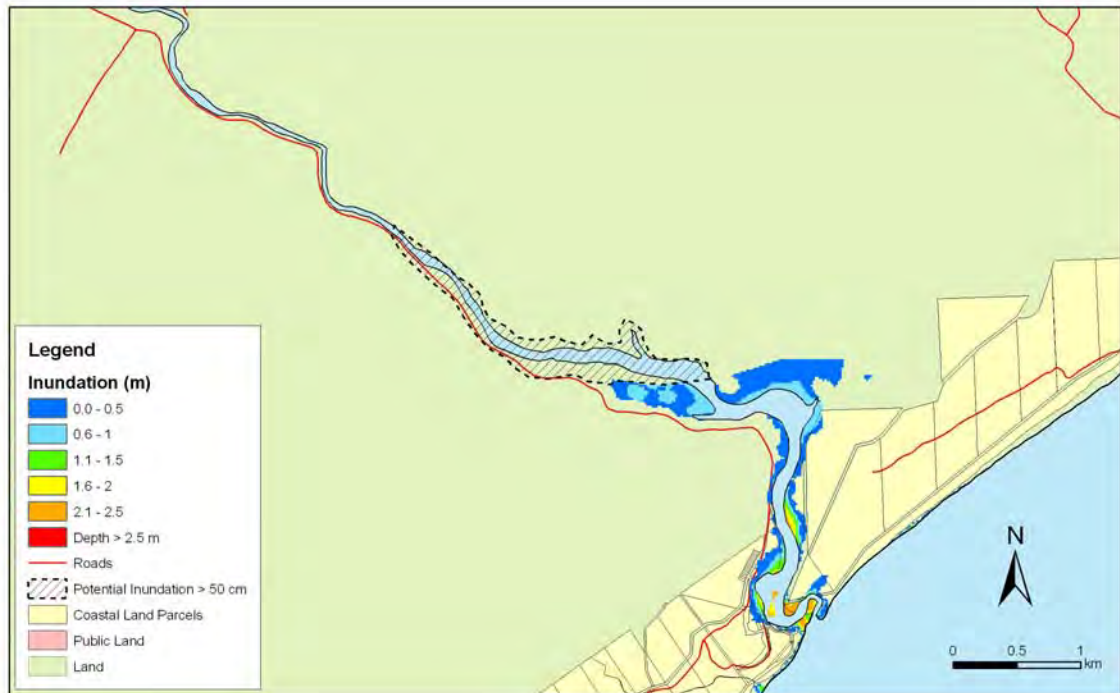 Legend
Inundation (m)
0.0 - 0.5
0.6 - 1
1.1 - 1.5
1.6 - 2
2.1 - 2.5
Depth > 2.5 m
Roads
Potential Inundation > 50 cm
Coastal Land Parcels
Public Land
Land
N
0 0.5 1
km